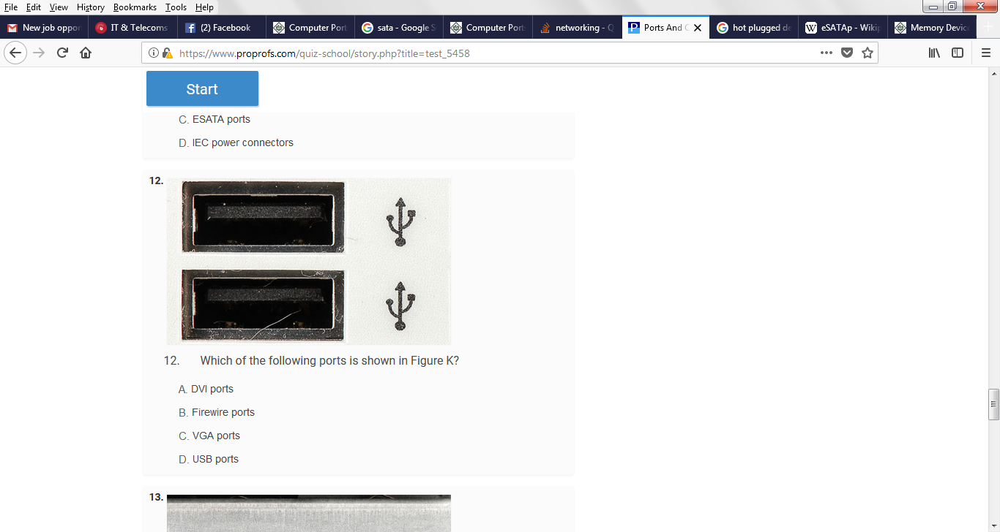 File Edit View History Bookmarks Tools Help
New job oppor IT & Telecoms (2) Facebook Computer Port sata - Google S Computer Port networking - Q Ports And C hot plugged de eSATAp - Wikip Memory Device
https://www.proprofs.com/quiz-school/story.php?title=test_5458
Start
C. ESATA ports
D. IEC power connectors
12.
12. Which of the following ports is shown in Figure K?
A. DVI ports
B. Firewire ports
C. VGA ports
D. USB ports
13.